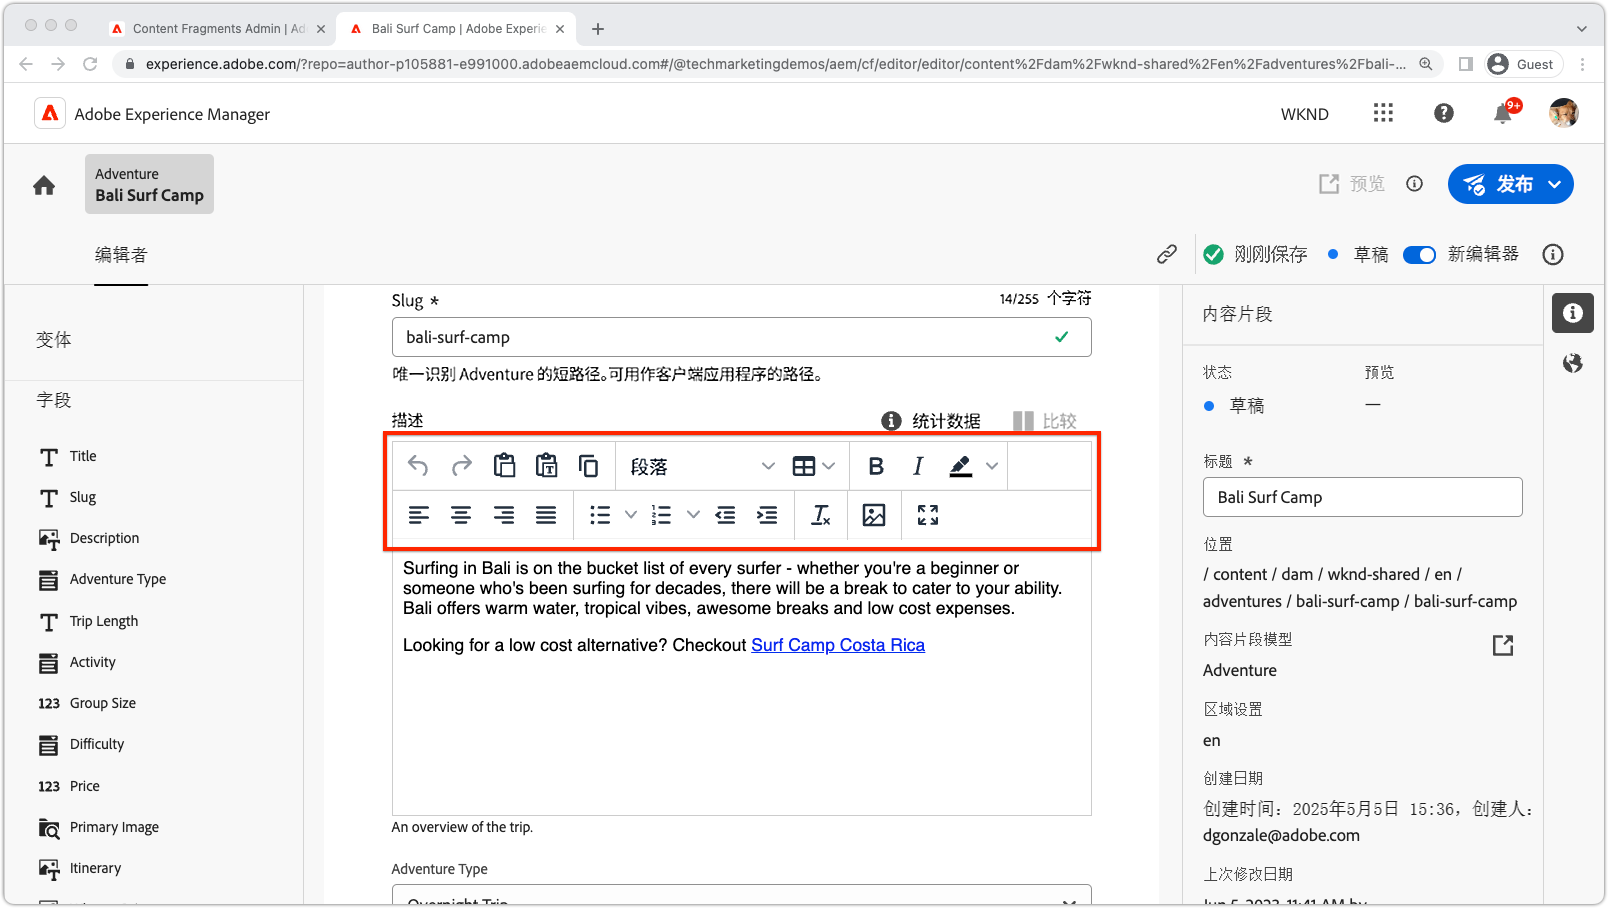 Content Fragments Admin | Ad
Bali Surf Camp | Adobe Experie
experience.adobe.com/?repo=author-p105881-e991000.adobeaemcloud.com#/@techmarketingdemos/aem/cf/editor/editor/content%2Fdam%2Fwknd-shared%2Fen%2Fadventures%2Fbali-...
Guest
Adobe Experience Manager
WKND
9+
Adventure
Bali Surf Camp
预览
发布
编辑者
刚刚保存
草稿
新编辑器
变体
字段
Title
Slug
Description
Adventure Type
Trip Length
Activity
123 Group Size
Difficulty
123 Price
Primary Image
Itinerary
Slug *
14/255 个字符
bali-surf-camp
唯一识别 Adventure 的短路径。可用作客户端应用程序的路径。
描述
统计数据
比较
段落
B I
Surfing in Bali is on the bucket list of every surfer - whether you're a beginner or
someone who's been surfing for decades, there will be a break to cater to your ability.
Bali offers warm water, tropical vibes, awesome breaks and low cost expenses.
Looking for a low cost alternative? Checkout Surf Camp Costa Rica
An overview of the trip.
Adventure Type
Overnight Trip
内容片段
状态
预览
草稿
—
标题 *
Bali Surf Camp
位置
/ content / dam / wknd-shared / en /
adventures / bali-surf-camp / bali-surf-camp
内容片段模型
Adventure
区域设置
en
创建日期
创建时间：2025年5月5日 15:36，创建人：
dgonzale@adobe.com
上次修改日期
Jun 5, 2023, 11:41 AM by